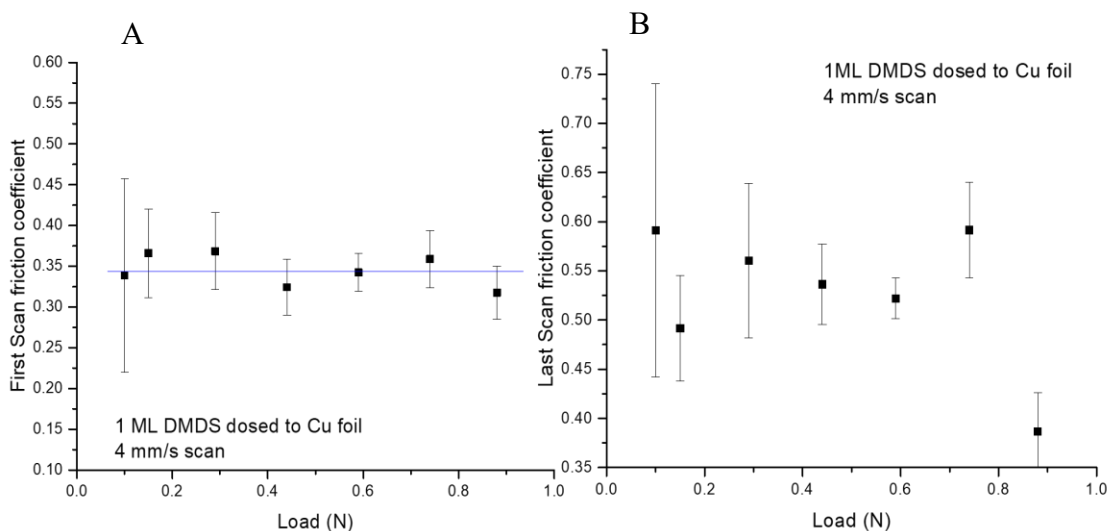 A
First Scan friction coefficient
0.60
0.55
0.50
0.45
0.40
0.35
0.30
0.25
0.20
0.15
0.10
1 ML DMDS dosed to Cu foil
4 mm/s scan
0.0 0.2 0.4 0.6 0.8 1.0
Load (N)
B
Last Scan friction coefficient
0.75
0.70
0.65
0.60
0.55
0.50
0.45
0.40
0.35
1ML DMDS dosed to Cu foil
4 mm/s scan
0.0 0.2 0.4 0.6 0.8 1.0
Load (N)